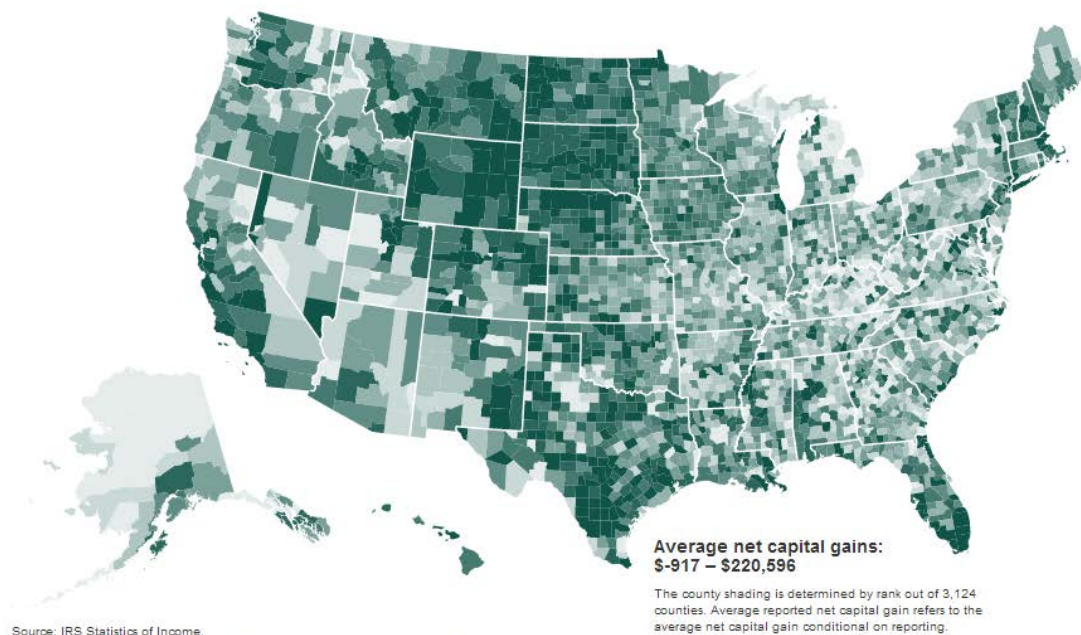 Average net capital gains:
$-917 – $220,596
The county shading is determined by rank out of 3,124
counties. Average reported net capital gain refers to the
average net capital gain conditional on reporting.
Source: IRS Statistics of Income.